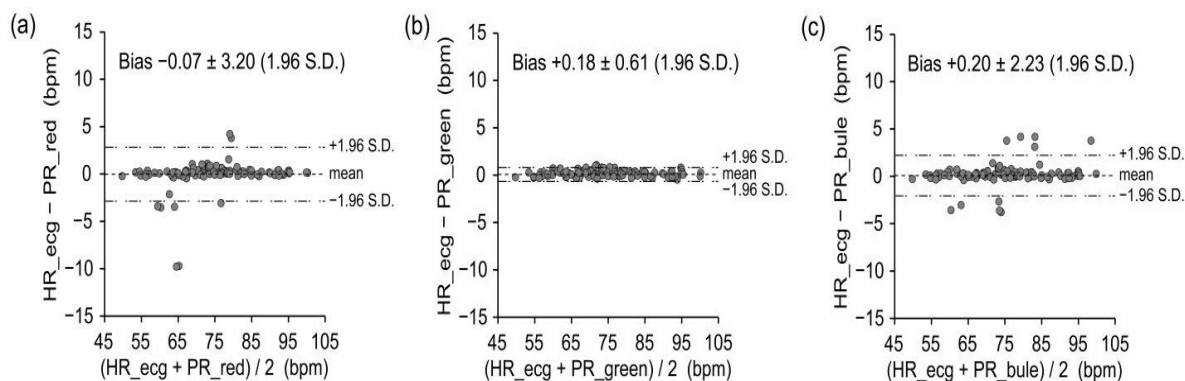 (a)
HR_ecg − PR_red (bpm)
Bias −0.07 ± 3.20 (1.96 S.D.)
15
10
5
0
−5
−10
−15
+1.96 S.D.
mean
−1.96 S.D.
45 55 65 75 85 95 105
(HR_ecg + PR_red) / 2 (bpm)
(b)
HR_ecg − PR_green (bpm)
Bias +0.18 ± 0.61 (1.96 S.D.)
15
10
5
0
−5
−10
−15
+1.96 S.D.
mean
−1.96 S.D.
45 55 65 75 85 95 105
(HR_ecg + PR_green) / 2 (bpm)
(c)
HR_ecg − PR_bule (bpm)
Bias +0.20 ± 2.23 (1.96 S.D.)
15
10
5
0
−5
−10
−15
+1.96 S.D.
mean
−1.96 S.D.
45 55 65 75 85 95 105
(HR_ecg + PR_bule) / 2 (bpm)